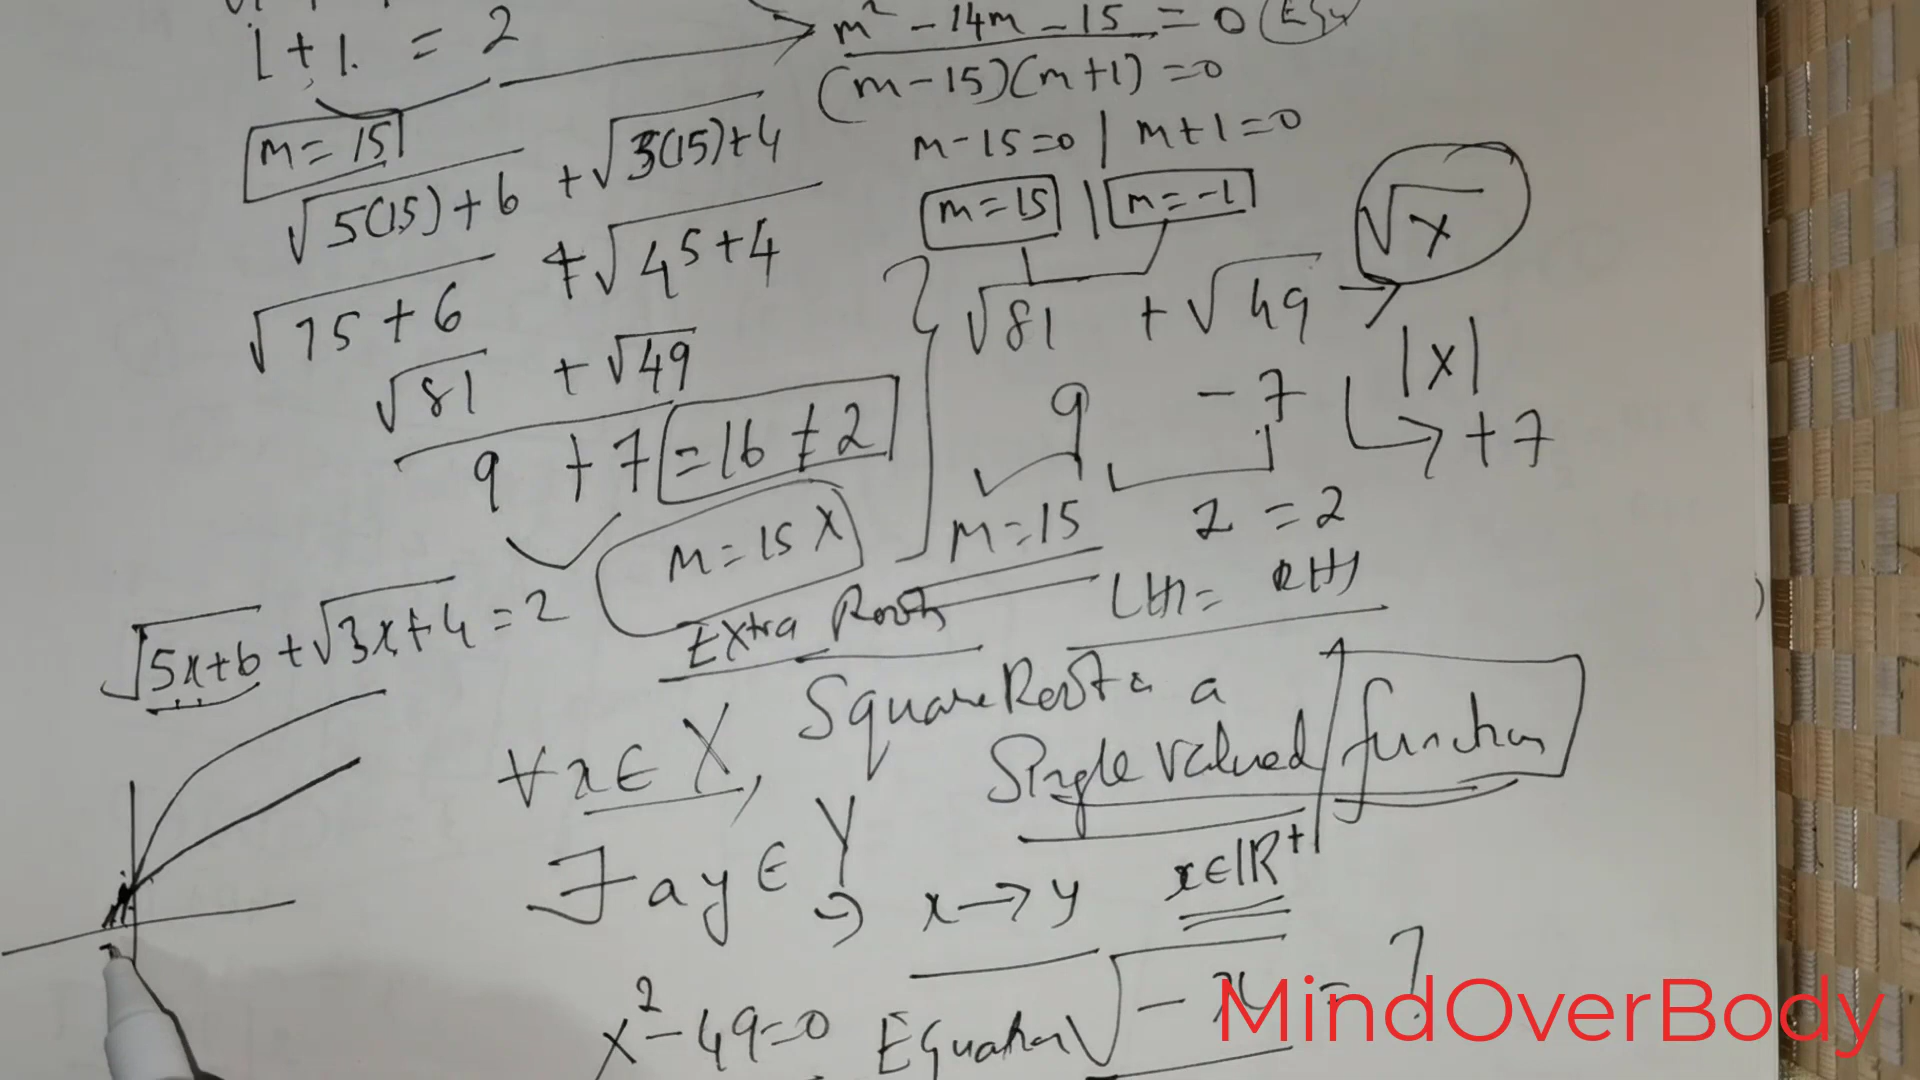 1 + 1 = 2
m² - 14m - 15 = 0
(m-15)(m+1) = 0
m-15=0 | m+1=0
m=15 | m=-1
m=15
√5(15)+6 + √3(15)+4
√75+6 + √45+4
√81 + √49
9 + 7 = 16 ≠ 2
m=15 X
Extra Roots
√81 + √49
√x
|x|
9 - 7
+7
m=15 2 = 2
LHS = RHS
√5x+6 + √3x+4 = 2
Square Root is a
Single valued function
∀ x ∈ X,
∃ a y ∈ Y
x → y x ∈ ℝ⁺
x² - 49 = 0 Equation √-x = ?
MindOverBody